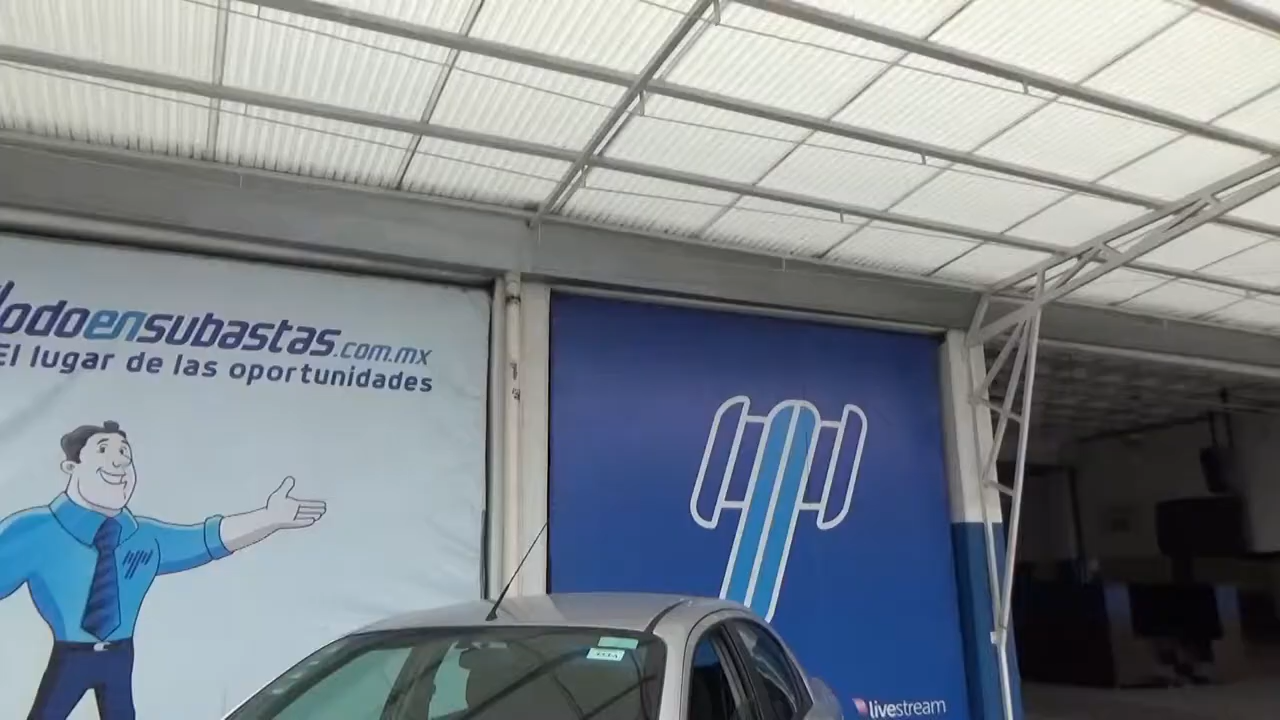 Todoensubastas.com.mx
El lugar de las oportunidades
livestream